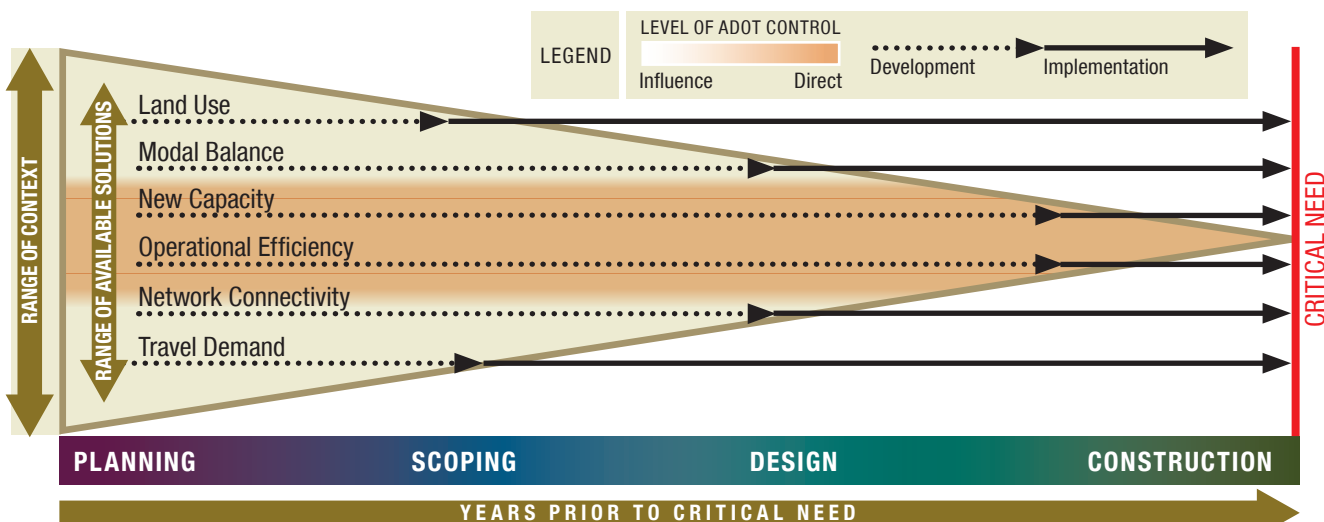 LEGEND
LEVEL OF ADOT CONTROL
Influence Direct
Development Implementation
RANGE OF CONTEXT
RANGE OF AVAILABLE SOLUTIONS
Land Use
Modal Balance
New Capacity
Operational Efficiency
Network Connectivity
Travel Demand
CRITICAL NEED
PLANNING SCOPING DESIGN CONSTRUCTION
YEARS PRIOR TO CRITICAL NEED